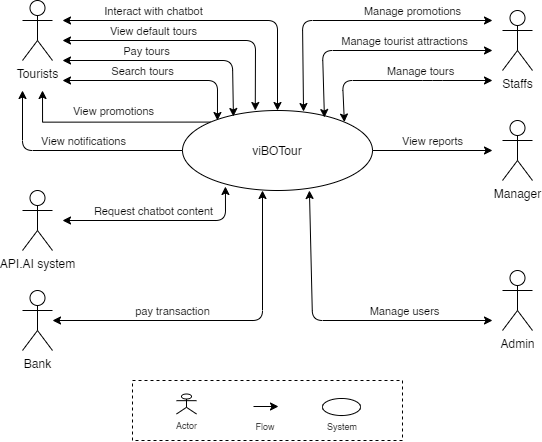 Interact with chatbot
View default tours
Pay tours
Search tours
Tourists
View promotions
View notifications
Manage promotions
Manage tourist attractions
Manage tours
Staffs
viBOTour
View reports
Manager
Request chatbot content
API.AI system
pay transaction
Bank
Manage users
Admin
Actor
Flow
System